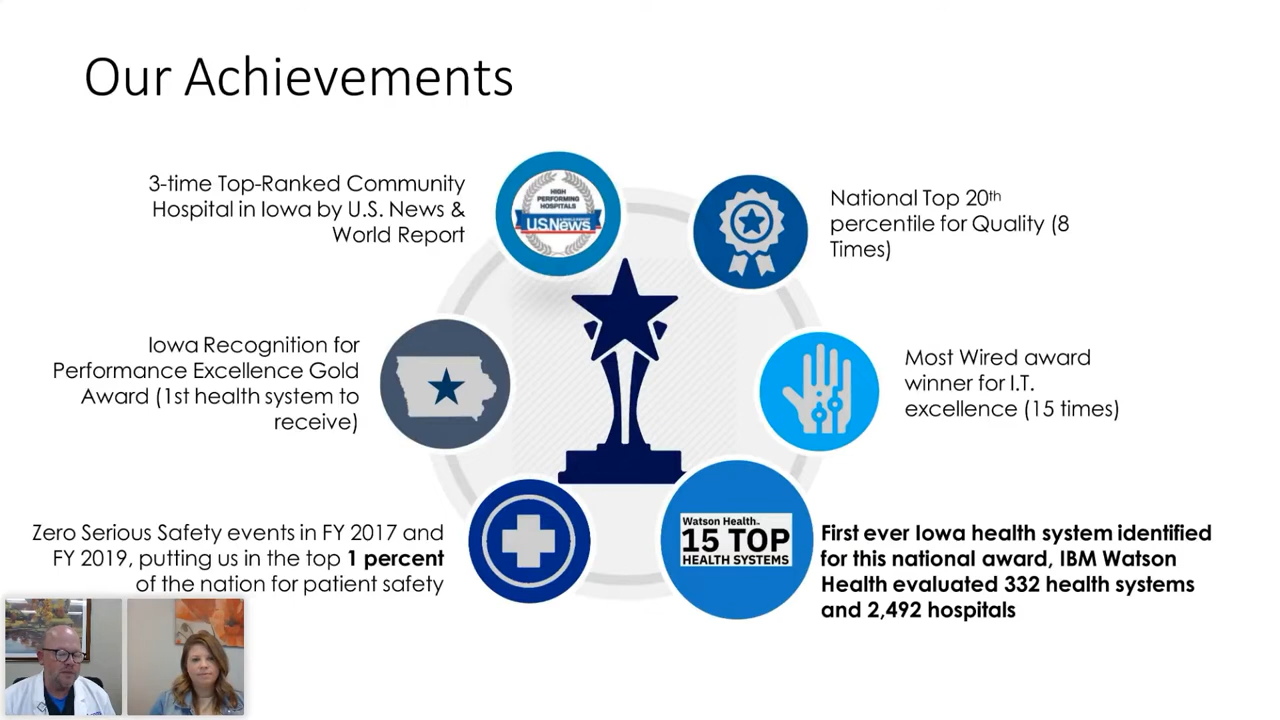 Our Achievements
3-time Top-Ranked Community
Hospital in Iowa by U.S. News &
World Report
HIGH
PERFORMING
HOSPITALS
U.S.News
National Top 20th
percentile for Quality (8
Times)
Iowa Recognition for
Performance Excellence Gold
Award (1st health system to
receive)
Most Wired award
winner for I.T.
excellence (15 times)
Zero Serious Safety events in FY 2017 and
FY 2019, putting us in the top 1 percent
of the nation for patient safety
Watson Health™
15 TOP
HEALTH SYSTEMS
First ever Iowa health system identified
for this national award, IBM Watson
Health evaluated 332 health systems
and 2,492 hospitals